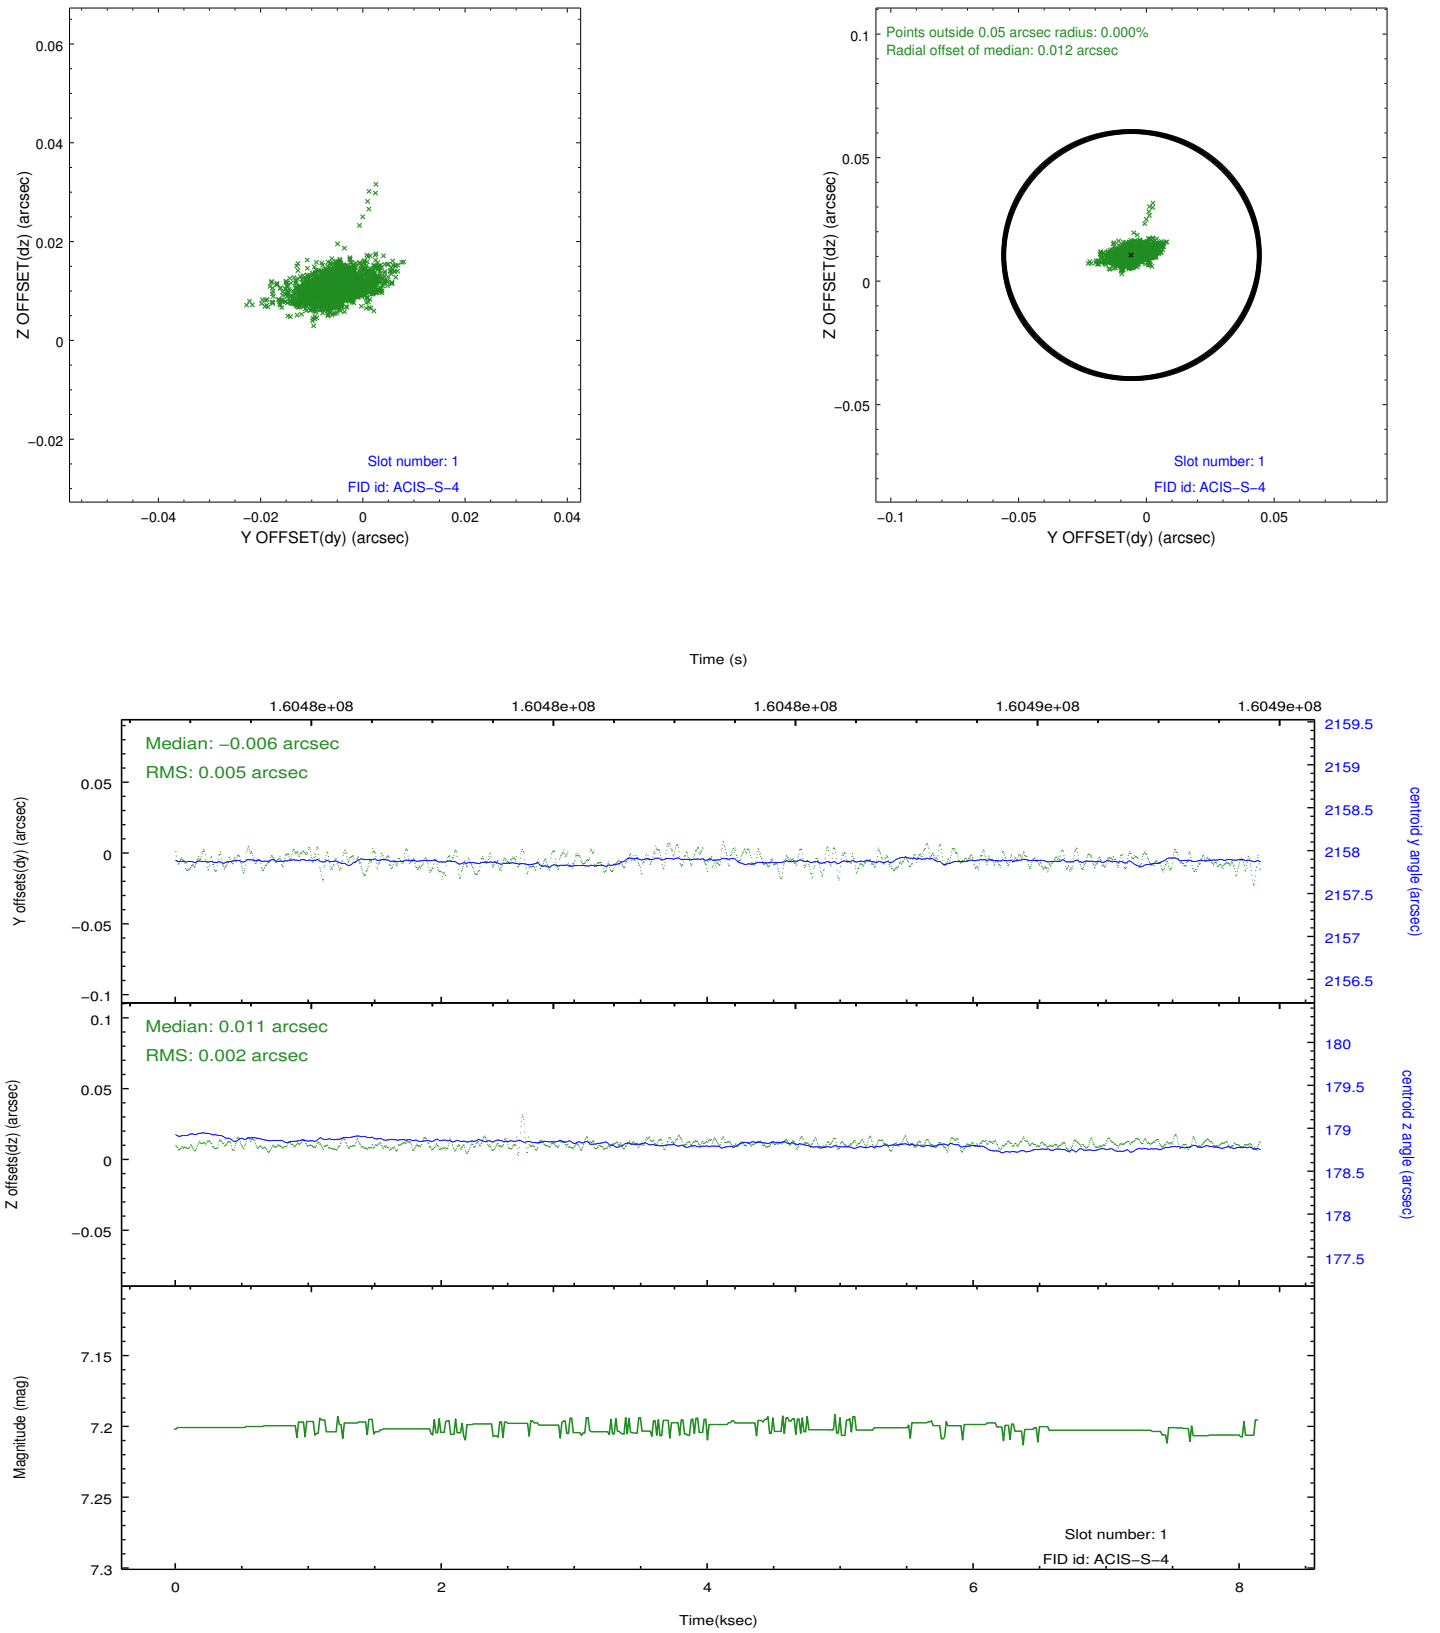 0.06
0.04
0.02
0
−0.02
Z OFFSET(dz) (arcsec)
Slot number: 1
FID id: ACIS−S−4
−0.04
−0.02
0
0.02
0.04
Y OFFSET(dy) (arcsec)
Points outside 0.05 arcsec radius: 0.000%
Radial offset of median: 0.012 arcsec
0.1
0.05
0
−0.05
Z OFFSET(dz) (arcsec)
Slot number: 1
FID id: ACIS−S−4
−0.1
−0.05
0
0.05
Y OFFSET(dy) (arcsec)
Time (s)
1.6048e+08
1.6048e+08
1.6048e+08
1.6049e+08
1.6049e+08
Median: −0.006 arcsec
RMS: 0.005 arcsec
0.05
0
−0.05
−0.1
Y offsets(dy) (arcsec)
2159.5
2159
2158.5
2158
2157.5
2157
2156.5
centroid y angle (arcsec)
Median: 0.011 arcsec
RMS: 0.002 arcsec
0.1
0.05
0
−0.05
Z offsets(dz) (arcsec)
180
179.5
179
178.5
178
177.5
centroid z angle (arcsec)
7.15
7.2
7.25
7.3
Magnitude (mag)
Slot number: 1
FID id: ACIS−S−4
0
2
4
6
8
Time(ksec)